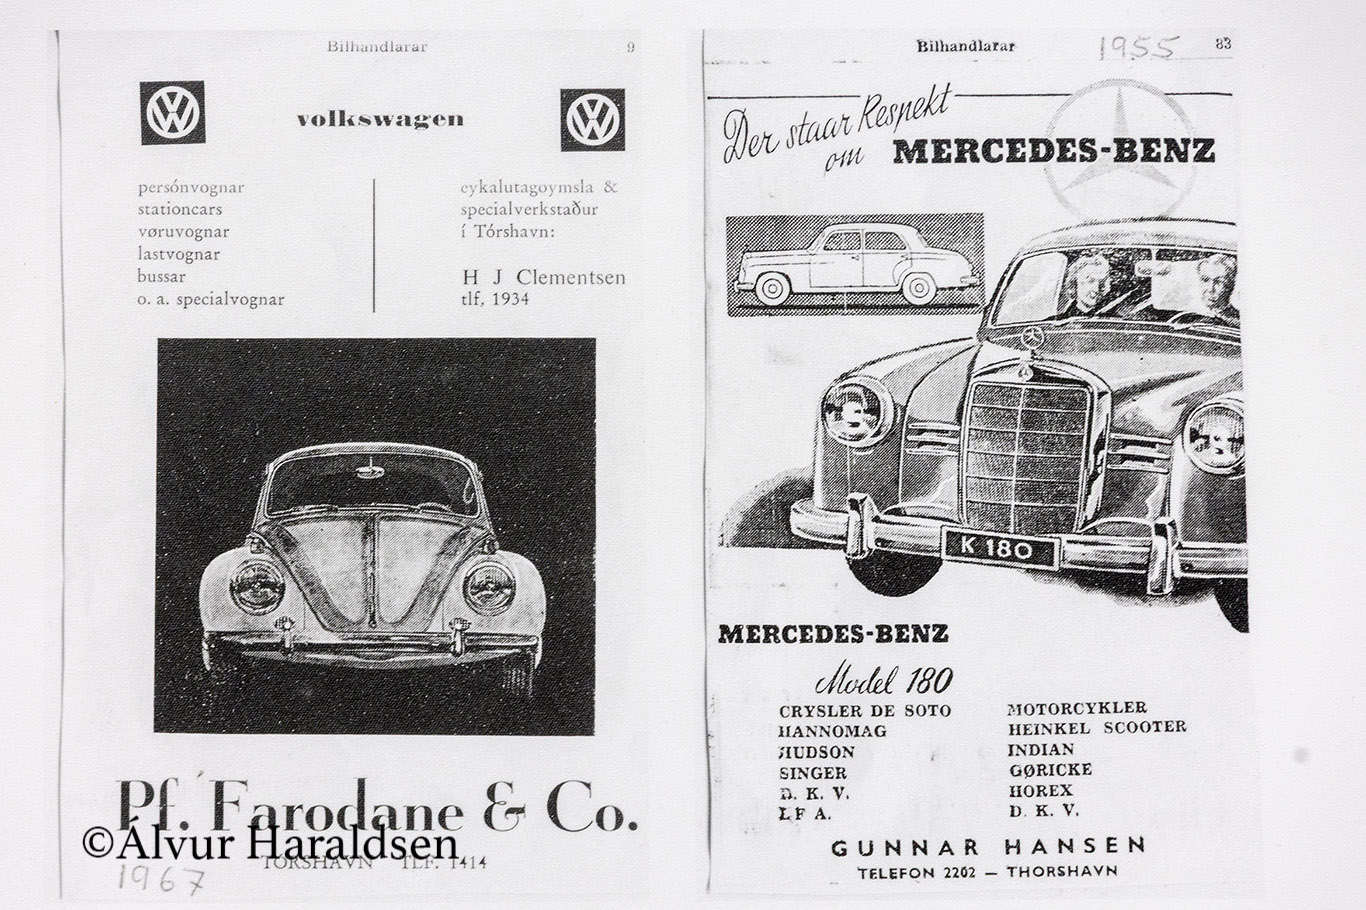 Bilhandlarar 9
volkswagen
persónvognar
stationcars
vøruvognar
lastvognar
bussar
o. a. specialvognar
cykalutagoymsla &
specialverkstaður
í Tórshavn:
H J Clementsen
tlf, 1934
Pf. Farodane & Co.
©Álvur Haraldsen
TÓRSHAVN TLF. 1414
1967
Bilhandlarar 1955 83
Der staar Respekt
om MERCEDES-BENZ
K 180
MERCEDES-BENZ
Model 180
CRYSLER DE SOTO
HANNOMAG
HUDSON
SINGER
D. K. V.
MOTORCYKLER
HEINKEL SCOOTER
INDIAN
GØRICKE
HOREX
D. K. V.
GUNNAR HANSEN
TELEFON 2202 — THORSHAVN